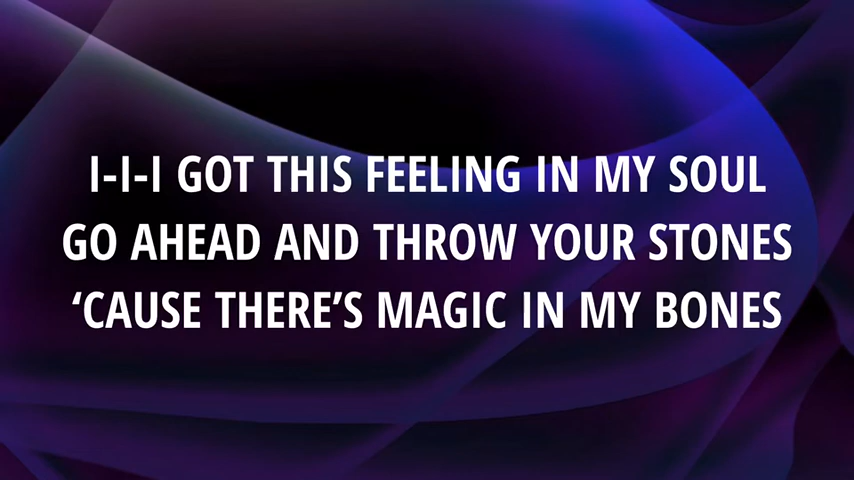 I-I-I GOT THIS FEELING IN MY SOUL
GO AHEAD AND THROW YOUR STONES
‘CAUSE THERE’S MAGIC IN MY BONES